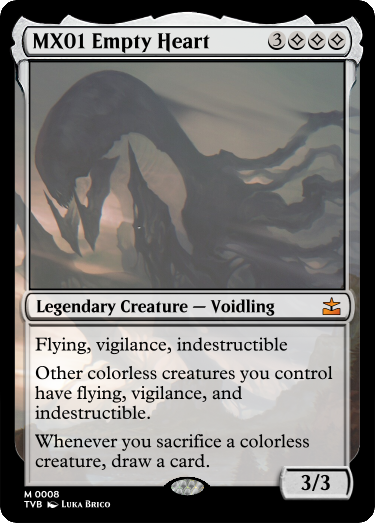 MX01 Empty Heart 3
Legendary Creature — Voidling
Flying, vigilance, indestructible
Other colorless creatures you control
have flying, vigilance, and
indestructible.
Whenever you sacrifice a colorless
creature, draw a card.
3/3
M 0008
TVB Luka Brico